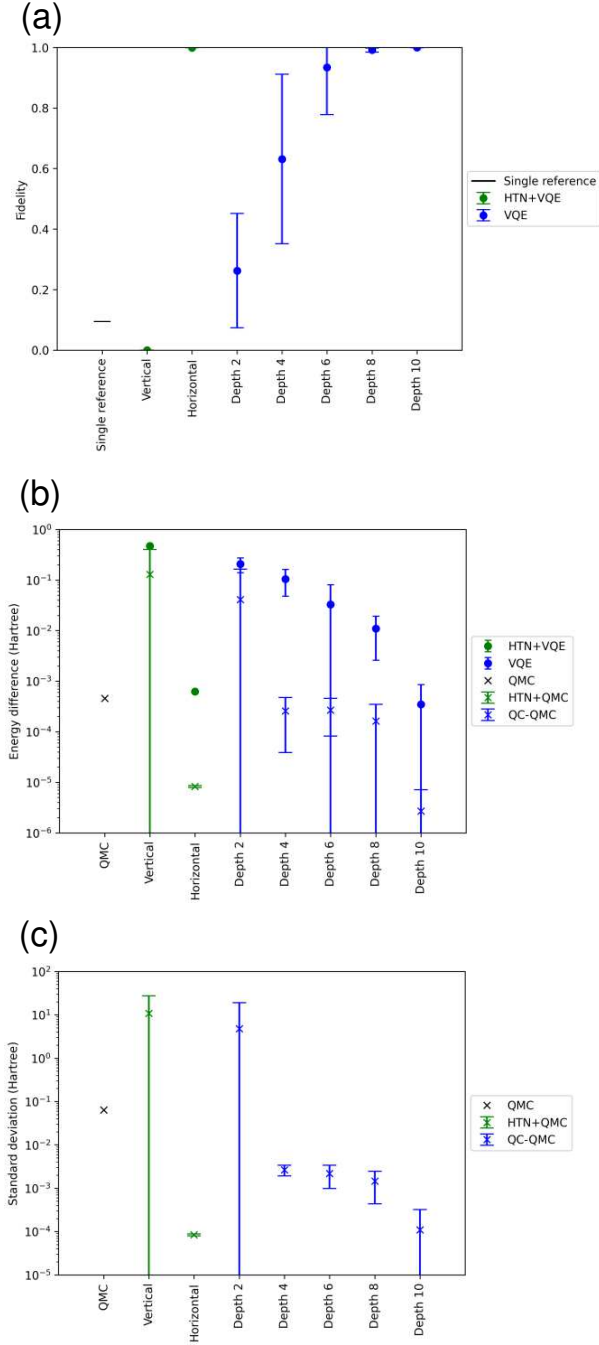 (a)
1.0
0.8
0.6
0.4
0.2
0.0
Fidelity
Single reference
Vertical
Horizontal
Depth 2
Depth 4
Depth 6
Depth 8
Depth 10
Single reference
HTN+VQE
VQE
(b)
10^0
10^-1
10^-2
10^-3
10^-4
10^-5
10^-6
Energy difference (Hartree)
QMC
Vertical
Horizontal
Depth 2
Depth 4
Depth 6
Depth 8
Depth 10
HTN+VQE
VQE
QMC
HTN+QMC
QC-QMC
(c)
10^2
10^1
10^0
10^-1
10^-2
10^-3
10^-4
10^-5
Standard deviation (Hartree)
QMC
Vertical
Horizontal
Depth 2
Depth 4
Depth 6
Depth 8
Depth 10
QMC
HTN+QMC
QC-QMC